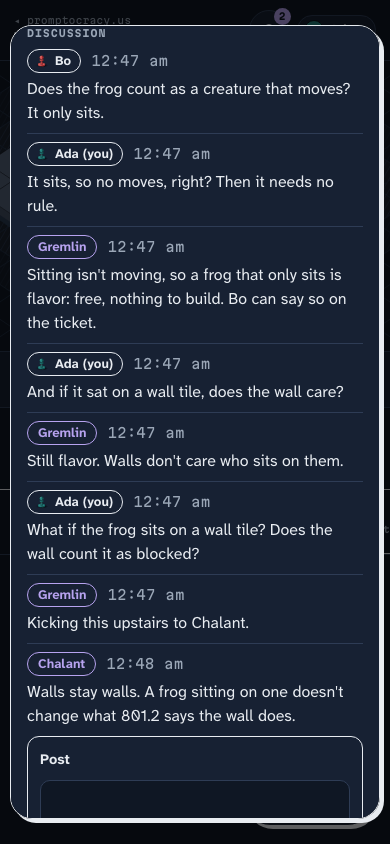 promptocracy.us
2
DISCUSSION
Bo 12:47 am
Does the frog count as a creature that moves?
It only sits.
Ada (you) 12:47 am
It sits, so no moves, right? Then it needs no
rule.
Gremlin 12:47 am
Sitting isn't moving, so a frog that only sits is
flavor: free, nothing to build. Bo can say so on
the ticket.
Ada (you) 12:47 am
And if it sat on a wall tile, does the wall care?
Gremlin 12:47 am
Still flavor. Walls don't care who sits on them.
Ada (you) 12:47 am
What if the frog sits on a wall tile? Does the
wall count it as blocked?
Gremlin 12:47 am
Kicking this upstairs to Chalant.
Chalant 12:48 am
Walls stay walls. A frog sitting on one doesn't
change what 801.2 says the wall does.
Post